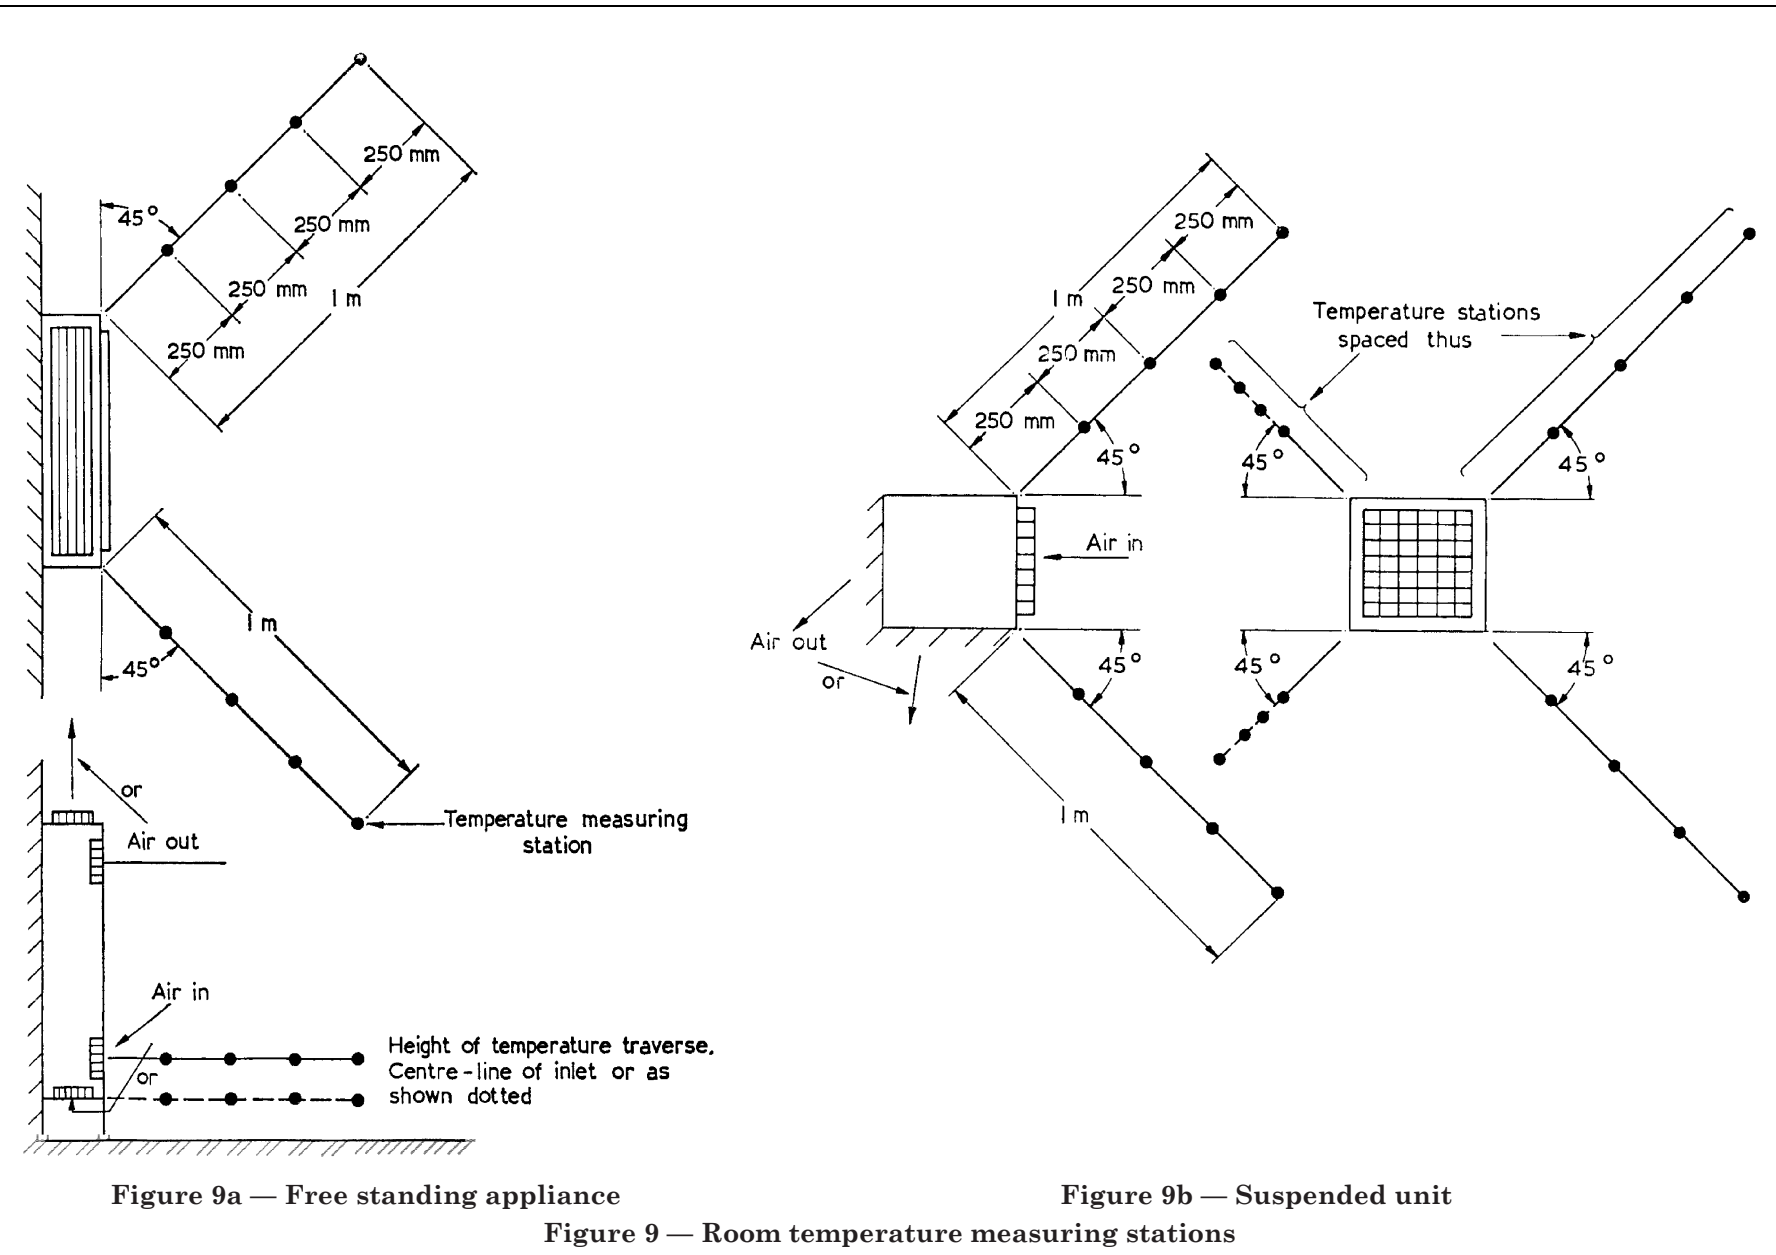 250 mm
45°
250 mm
250 mm
1 m
250 mm
1 m
45°
or
Air out
Temperature measuring
station
Air in
or
Height of temperature traverse.
Centre-line of inlet or as
shown dotted
250 mm
250 mm
1 m
250 mm
250 mm
45°
Temperature stations
spaced thus
45°
45°
Air in
Air out
or
45°
45°
45°
1 m
Figure 9a — Free standing appliance
Figure 9b — Suspended unit
Figure 9 — Room temperature measuring stations